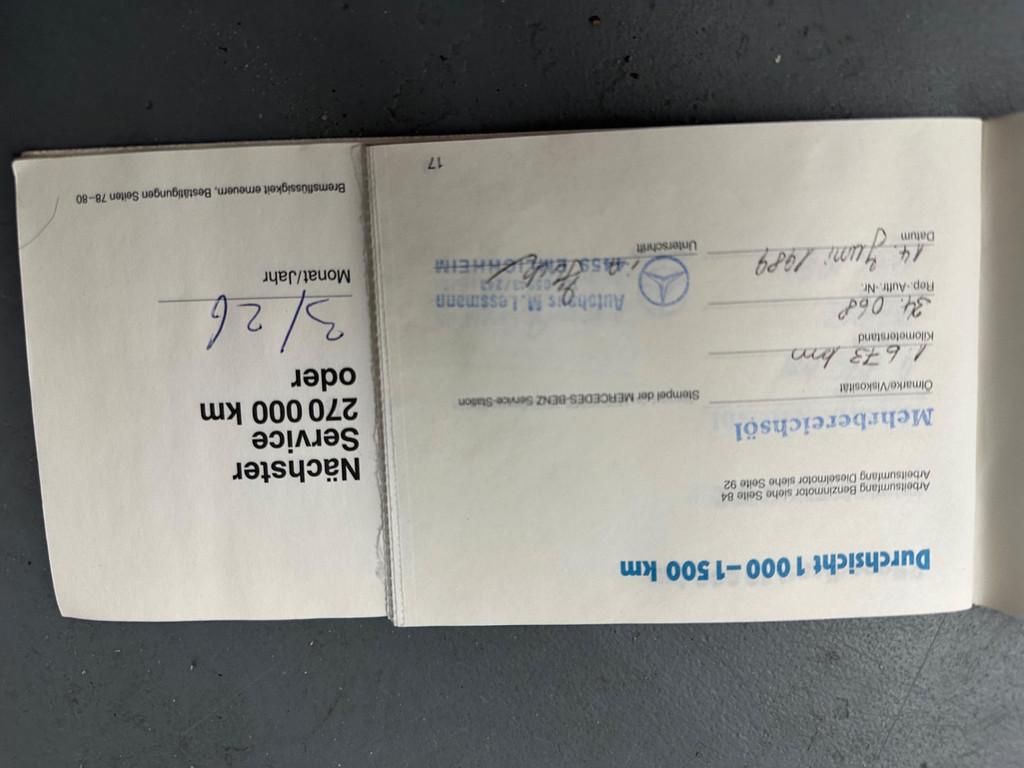 Durchsicht 1 000–1 500 km
Arbeitsumfang Benzinmotor siehe Seite 84
Arbeitsumfang Dieselmotor siehe Seite 92
Mehrbereichsöl
Ölmarke/Viskosität
1.673 km
Kilometerstand
34.068
Rep.-Auftr.-Nr.
14. Juni 1989
Datum
Stempel der MERCEDES-BENZ Service-Station
Autohaus M. Lessmann
4459 EMLICHHEIM
Unterschrift
17
Nächster
Service
270 000 km
oder
3/26
Monat/Jahr
Bremsflüssigkeit erneuern, Bestätigungen Seiten 78–80